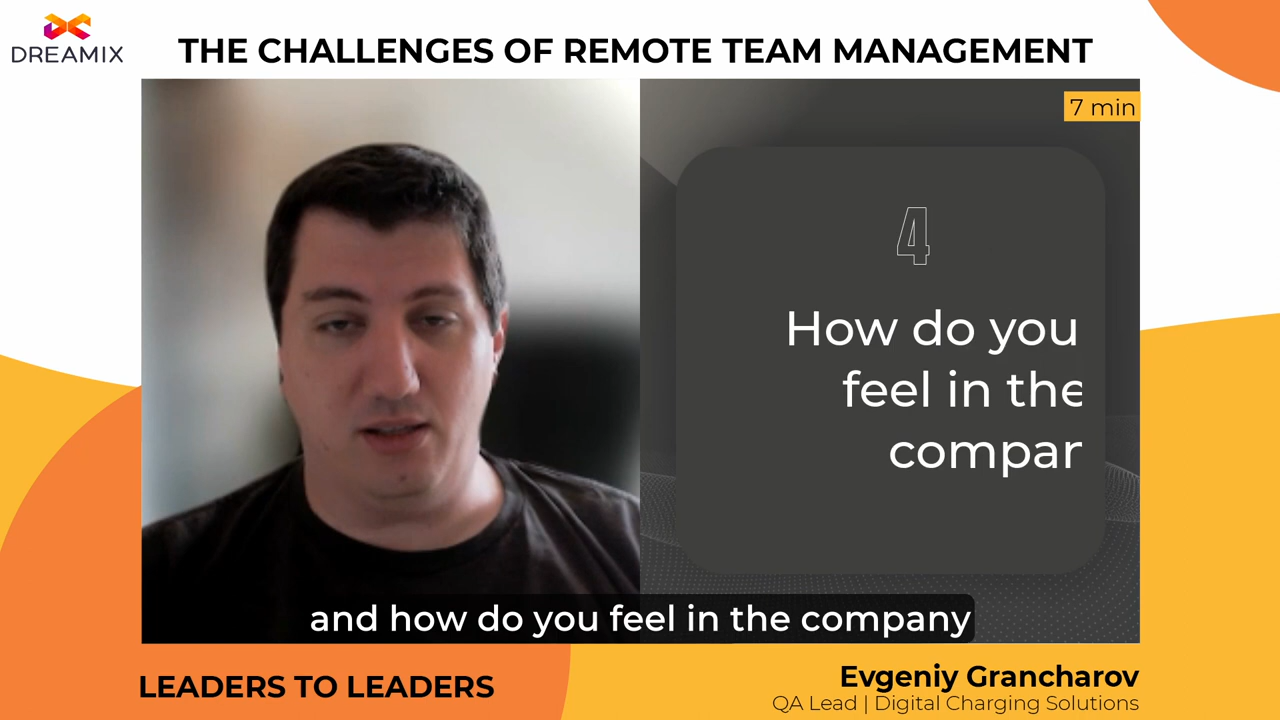 DREAMIX
THE CHALLENGES OF REMOTE TEAM MANAGEMENT
7 min
4
How do you
feel in the
compan
and how do you feel in the company
LEADERS TO LEADERS
Evgeniy Grancharov
QA Lead | Digital Charging Solutions